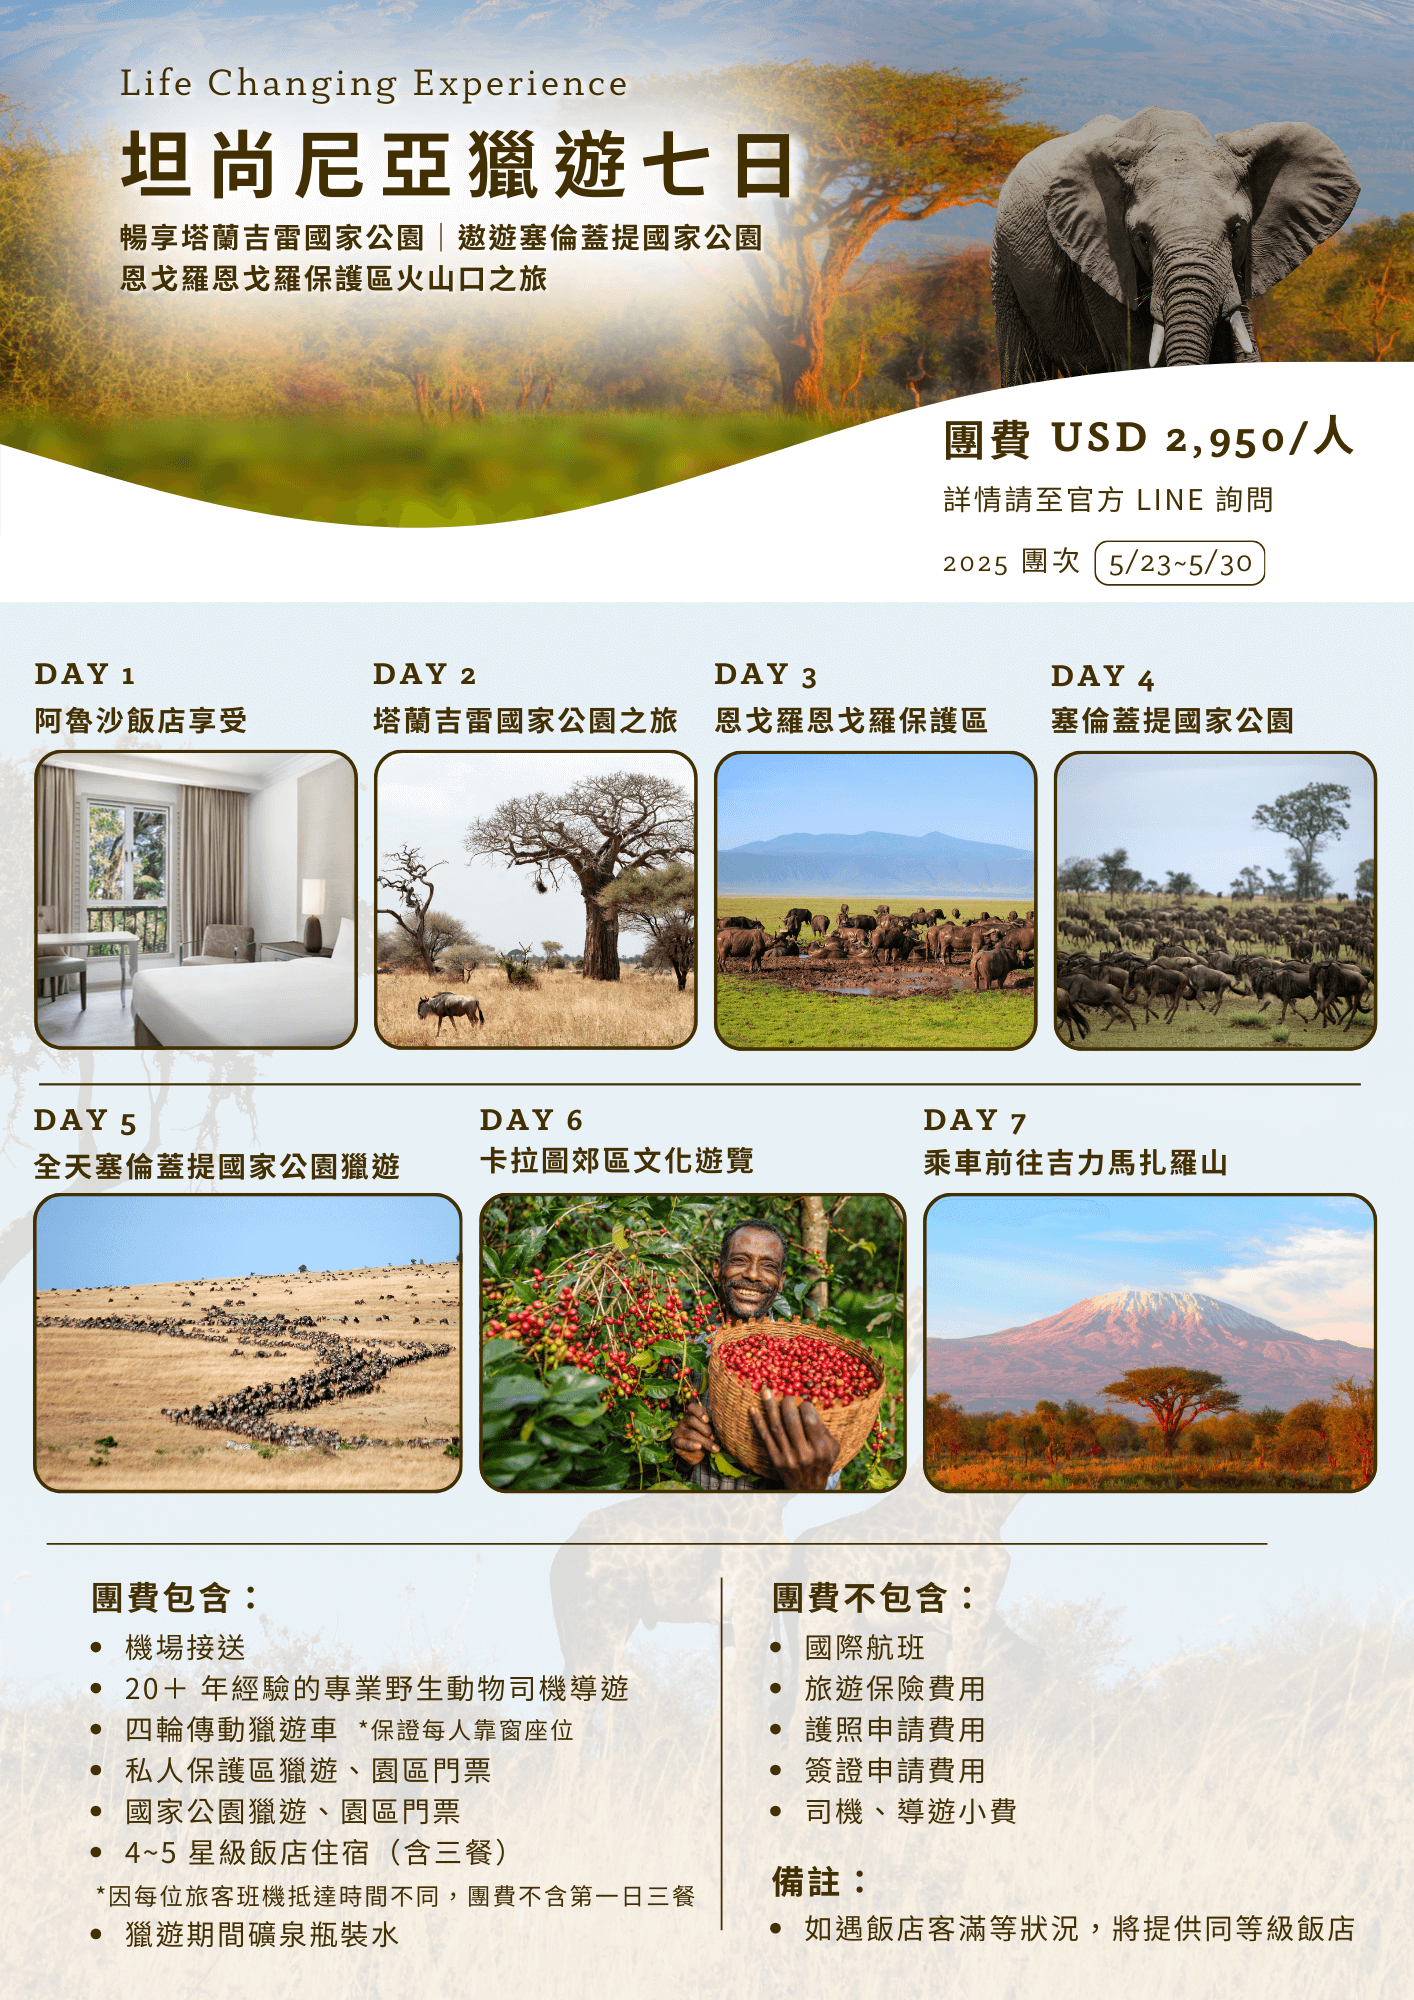 Life Changing Experience
坦尚尼亞獵遊七日
暢享塔蘭吉雷國家公園｜遨遊塞倫蓋提國家公園
恩戈羅恩戈羅保護區火山口之旅
團費 USD 2,950/人
詳情請至官方 LINE 詢問
2025 團次 5/23~5/30
DAY 1
阿魯沙飯店享受
DAY 2
塔蘭吉雷國家公園之旅
DAY 3
恩戈羅恩戈羅保護區
DAY 4
塞倫蓋提國家公園
DAY 5
全天塞倫蓋提國家公園獵遊
DAY 6
卡拉圖郊區文化遊覽
DAY 7
乘車前往吉力馬扎羅山
團費包含：
• 機場接送
• 20＋ 年經驗的專業野生動物司機導遊
• 四輪傳動獵遊車 *保證每人靠窗座位
• 私人保護區獵遊、園區門票
• 國家公園獵遊、園區門票
• 4~5 星級飯店住宿（含三餐）
*因每位旅客班機抵達時間不同，團費不含第一日三餐
• 獵遊期間礦泉瓶裝水
團費不包含：
• 國際航班
• 旅遊保險費用
• 護照申請費用
• 簽證申請費用
• 司機、導遊小費
備註：
• 如遇飯店客滿等狀況，將提供同等級飯店